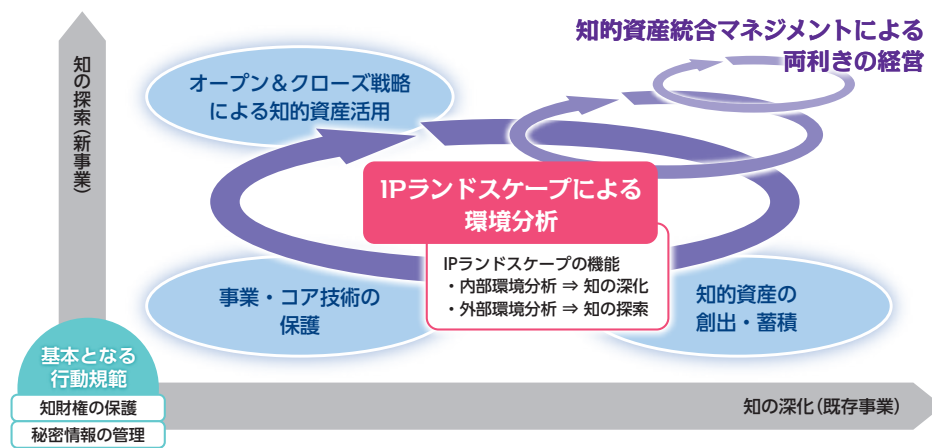 知的資産統合マネジメントによる
両利きの経営
知の探索(新事業)
オープン＆クローズ戦略
による知的資産活用
IPランドスケープによる
環境分析
IPランドスケープの機能
・内部環境分析 ⇒ 知の深化
・外部環境分析 ⇒ 知の探索
事業・コア技術の
保護
知的資産の
創出・蓄積
基本となる
行動規範
知財権の保護
秘密情報の管理
知の深化(既存事業)